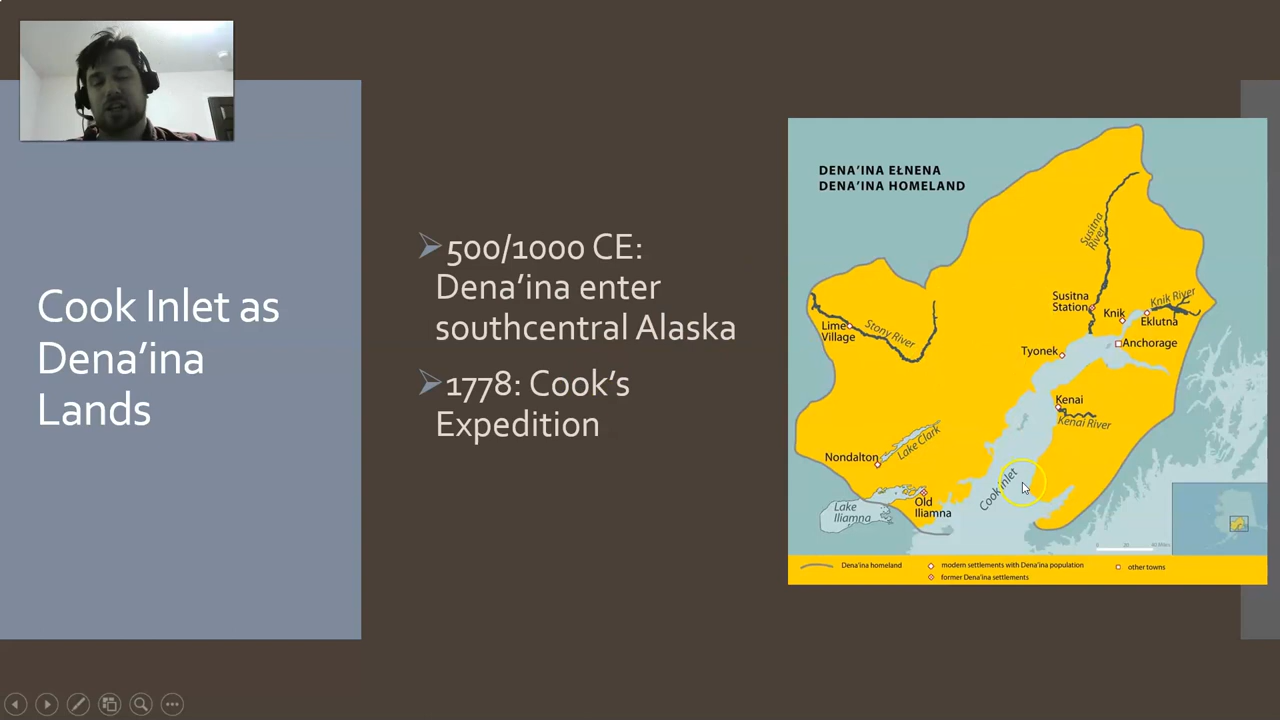 Cook Inlet as
Dena’ina
Lands
500/1000 CE:
Dena’ina enter
southcentral Alaska
1778: Cook’s
Expedition
DENA’INA EŁNENA
DENA’INA HOMELAND
Susitna
River
Susitna
Station
Knik
Knik River
Eklutna
Anchorage
Lime
Village
Stony River
Tyonek
Kenai
Kenai River
Nondalton
Lake Clark
Cook Inlet
Old
Iliamna
Lake
Iliamna
Dena’ina homeland
modern settlements with Dena’ina population
former Dena’ina settlements
other towns